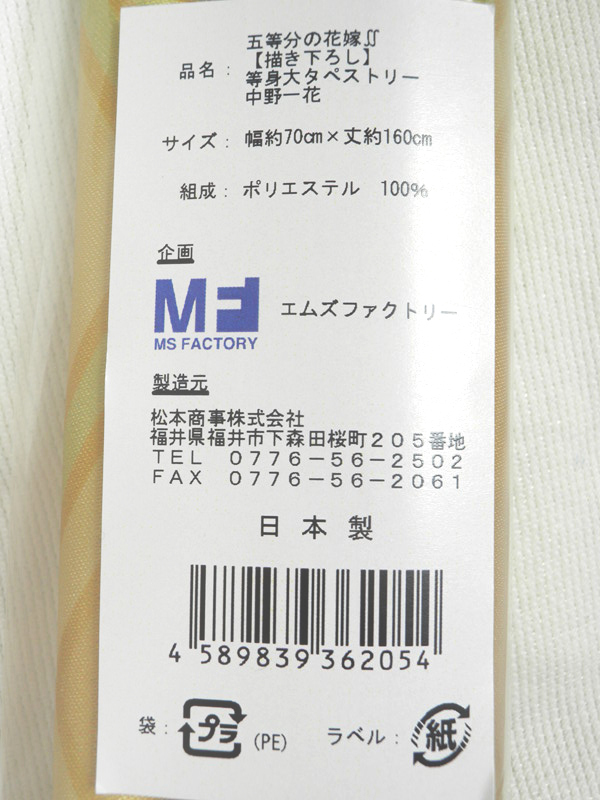 品名： 五等分の花嫁∬
【描き下ろし】
等身大タペストリー
中野一花
サイズ： 幅約70cm×丈約160cm
組成： ポリエステル 100%
企画
MF エムズファクトリー
MS FACTORY
製造元
松本商事株式会社
福井県福井市下森田桜町２０５番地
ＴＥＬ ０７７６－５６－２５０２
ＦＡＸ ０７７６－５６－２０６１
日本製
4 589839 362054
袋： プラ (PE) ラベル： 紙